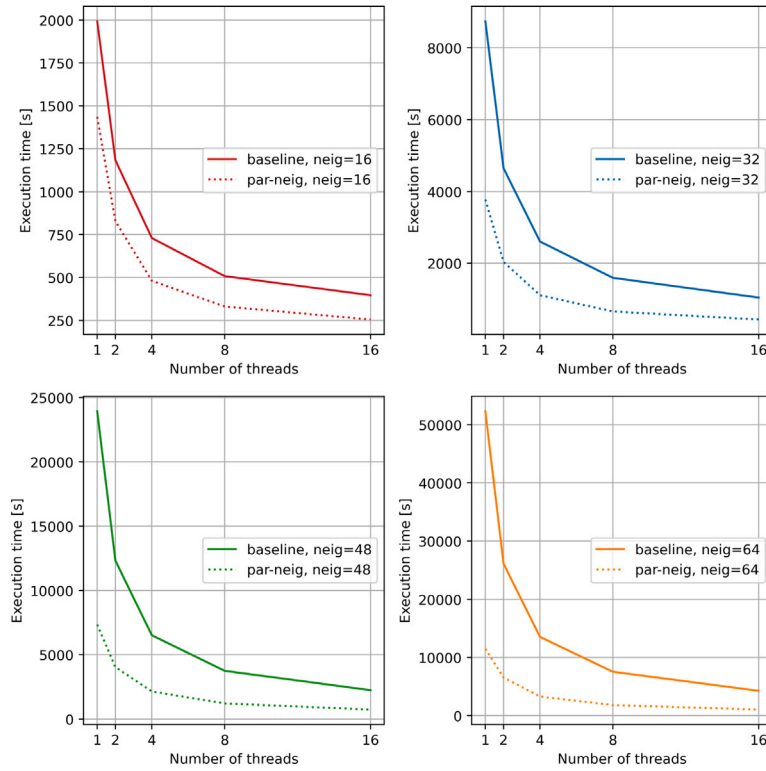 2000
1750
1500
1250
1000
750
500
250
Execution time [s]
baseline, neig=16
par-neig, neig=16
1 2 4 8 16
Number of threads
8000
6000
4000
2000
Execution time [s]
baseline, neig=32
par-neig, neig=32
1 2 4 8 16
Number of threads
25000
20000
15000
10000
5000
0
Execution time [s]
baseline, neig=48
par-neig, neig=48
1 2 4 8 16
Number of threads
50000
40000
30000
20000
10000
0
Execution time [s]
baseline, neig=64
par-neig, neig=64
1 2 4 8 16
Number of threads